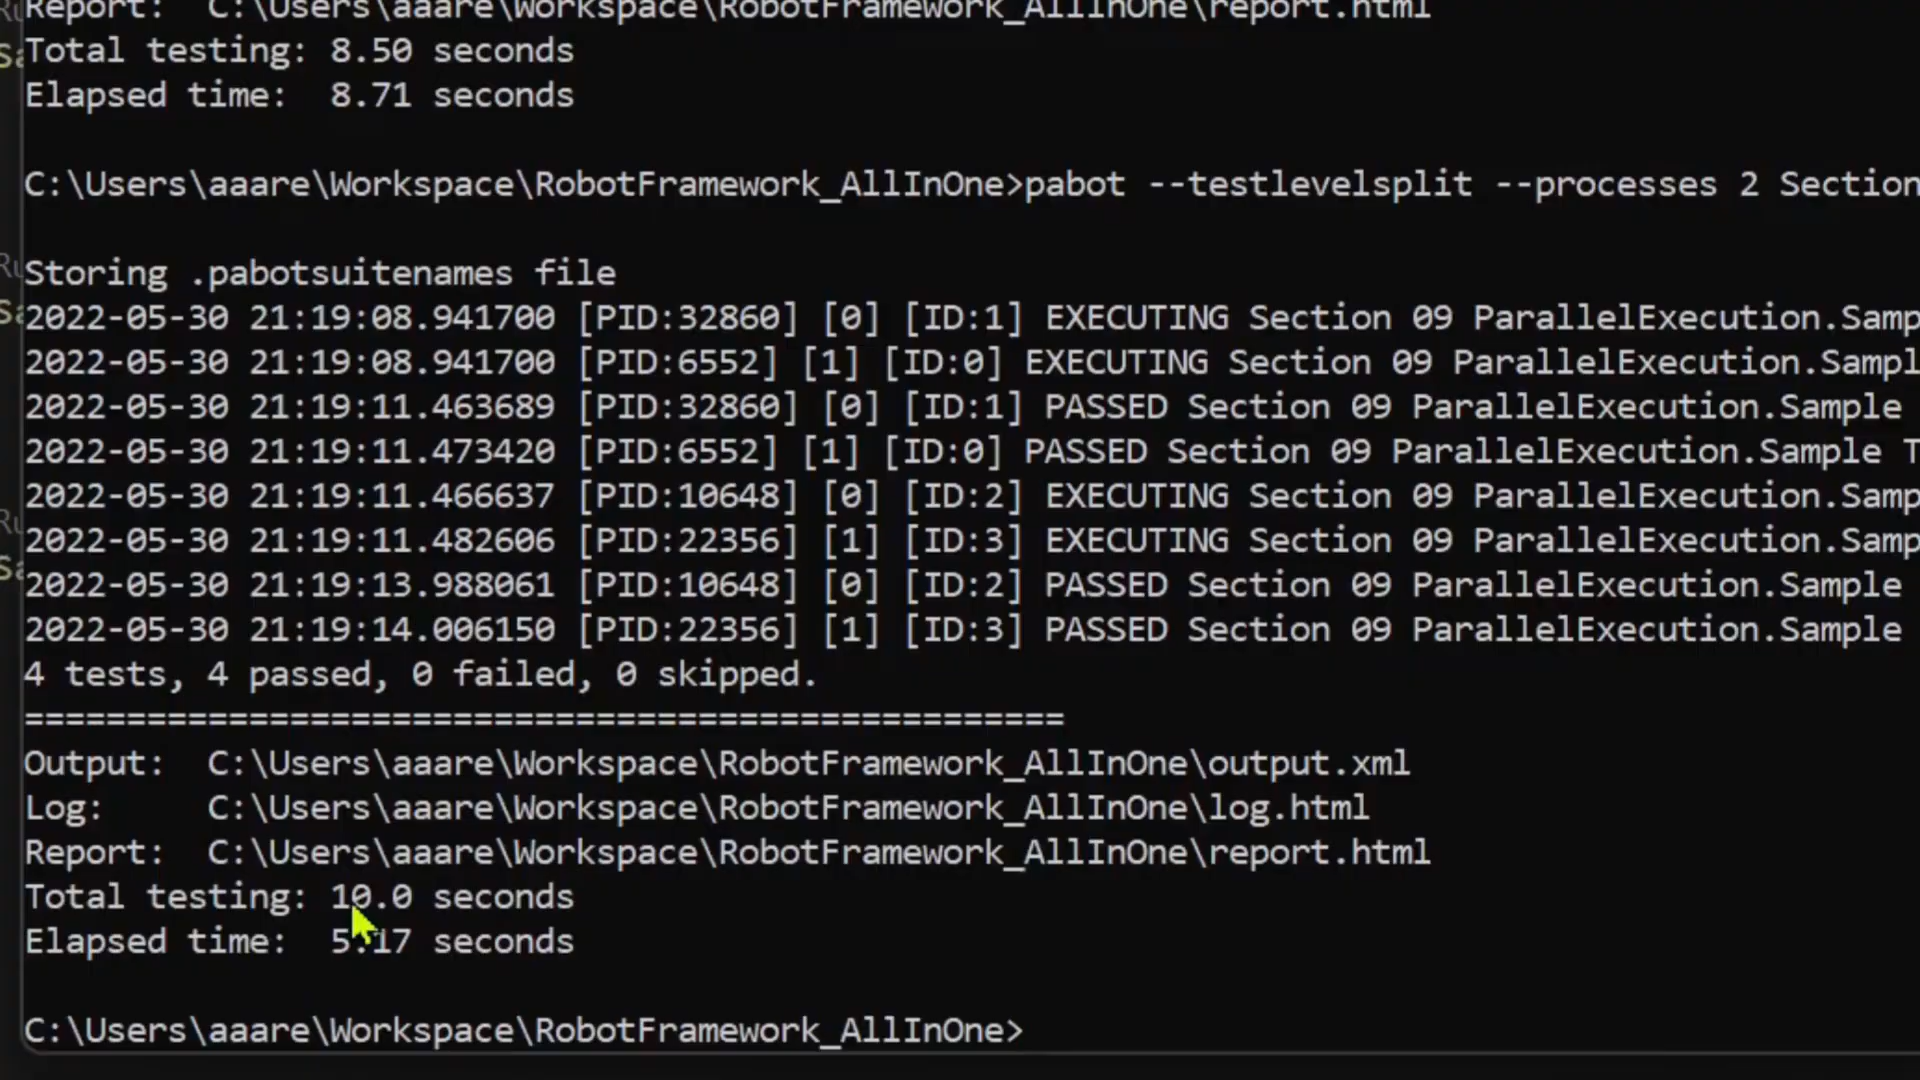 Report:  C:\Users\aaare\Workspace\RobotFramework_AllInOne\report.html
Total testing: 8.50 seconds
Elapsed time:  8.71 seconds
C:\Users\aaare\Workspace\RobotFramework_AllInOne>pabot --testlevelsplit --processes 2 Section
Storing .pabotsuitenames file
2022-05-30 21:19:08.941700 [PID:32860] [0] [ID:1] EXECUTING Section 09 ParallelExecution.Samp
2022-05-30 21:19:08.941700 [PID:6552] [1] [ID:0] EXECUTING Section 09 ParallelExecution.Sampl
2022-05-30 21:19:11.463689 [PID:32860] [0] [ID:1] PASSED Section 09 ParallelExecution.Sample
2022-05-30 21:19:11.473420 [PID:6552] [1] [ID:0] PASSED Section 09 ParallelExecution.Sample T
2022-05-30 21:19:11.466637 [PID:10648] [0] [ID:2] EXECUTING Section 09 ParallelExecution.Samp
2022-05-30 21:19:11.482606 [PID:22356] [1] [ID:3] EXECUTING Section 09 ParallelExecution.Samp
2022-05-30 21:19:13.988061 [PID:10648] [0] [ID:2] PASSED Section 09 ParallelExecution.Sample
2022-05-30 21:19:14.006150 [PID:22356] [1] [ID:3] PASSED Section 09 ParallelExecution.Sample
4 tests, 4 passed, 0 failed, 0 skipped.
===================================================
Output:  C:\Users\aaare\Workspace\RobotFramework_AllInOne\output.xml
Log:     C:\Users\aaare\Workspace\RobotFramework_AllInOne\log.html
Report:  C:\Users\aaare\Workspace\RobotFramework_AllInOne\report.html
Total testing: 10.0 seconds
Elapsed time:  5.17 seconds
C:\Users\aaare\Workspace\RobotFramework_AllInOne>